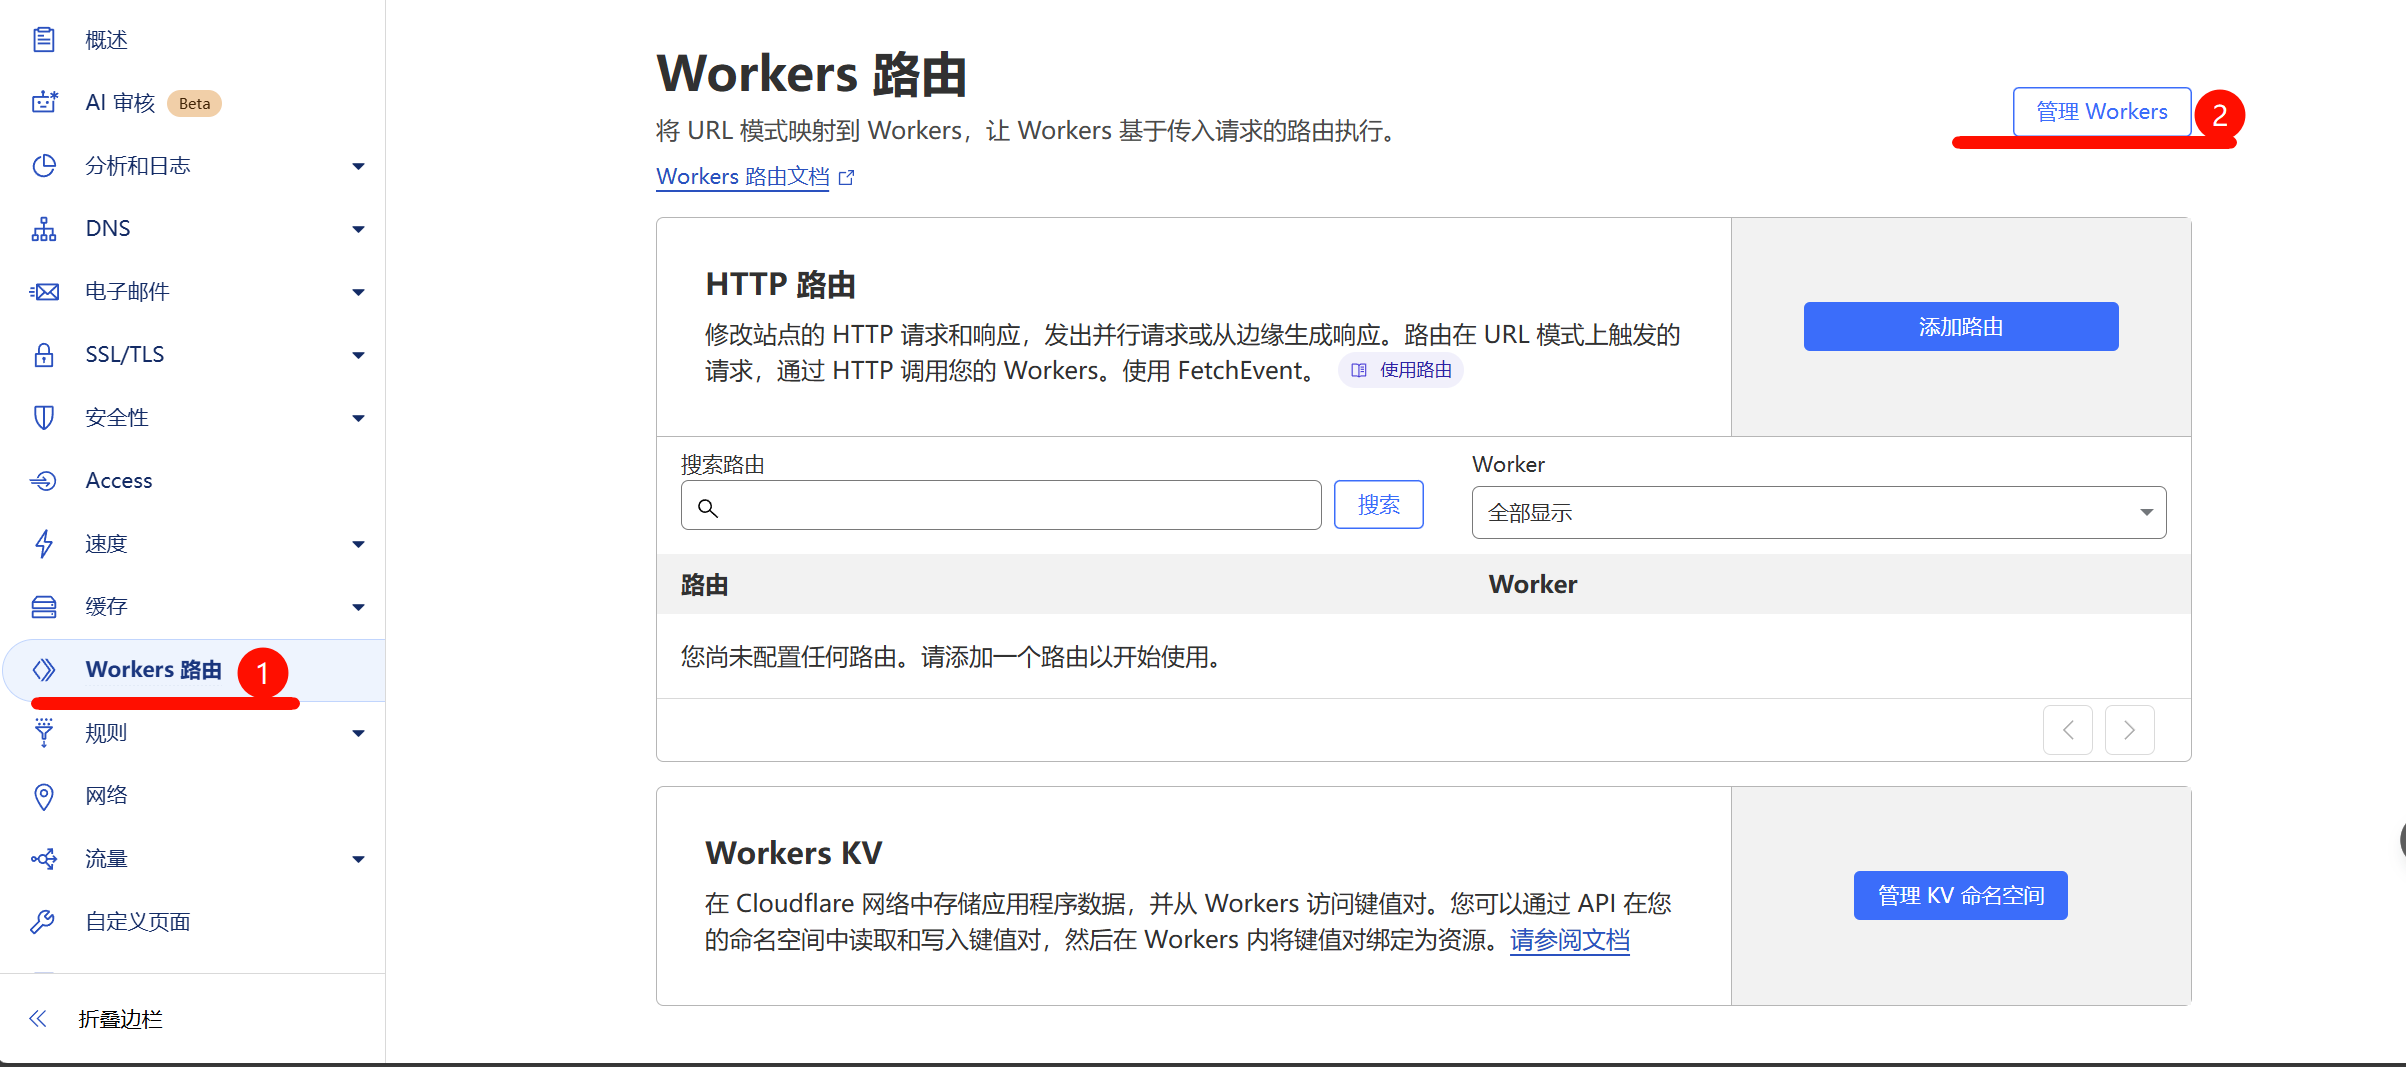 概述
AI 审核 Beta
分析和日志
DNS
电子邮件
SSL/TLS
安全性
Access
速度
缓存
Workers 路由 1
规则
网络
流量
自定义页面
折叠边栏
Workers 路由
管理 Workers 2
将 URL 模式映射到 Workers，让 Workers 基于传入请求的路由执行。
Workers 路由文档
HTTP 路由
修改站点的 HTTP 请求和响应，发出并行请求或从边缘生成响应。路由在 URL 模式上触发的
请求，通过 HTTP 调用您的 Workers。使用 FetchEvent。 使用路由
添加路由
搜索路由
搜索
Worker
全部显示
路由 Worker
您尚未配置任何路由。请添加一个路由以开始使用。
Workers KV
在 Cloudflare 网络中存储应用程序数据，并从 Workers 访问键值对。您可以通过 API 在您
的命名空间中读取和写入键值对，然后在 Workers 内将键值对绑定为资源。请参阅文档
管理 KV 命名空间